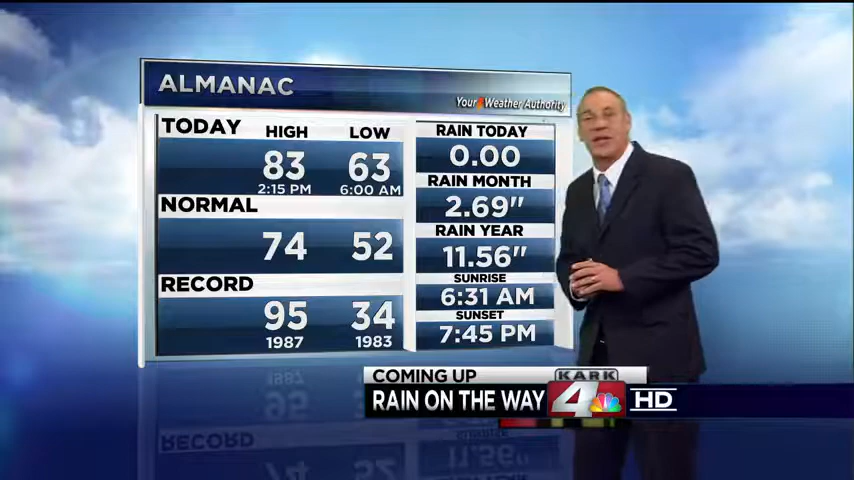 ALMANAC
Your 4 Weather Authority
TODAY HIGH LOW
83 63
2:15 PM 6:00 AM
NORMAL
74 52
RECORD
95 34
1987 1983
RAIN TODAY
0.00
RAIN MONTH
2.69"
RAIN YEAR
11.56"
SUNRISE
6:31 AM
SUNSET
7:45 PM
COMING UP
RAIN ON THE WAY
KARK
4 HD